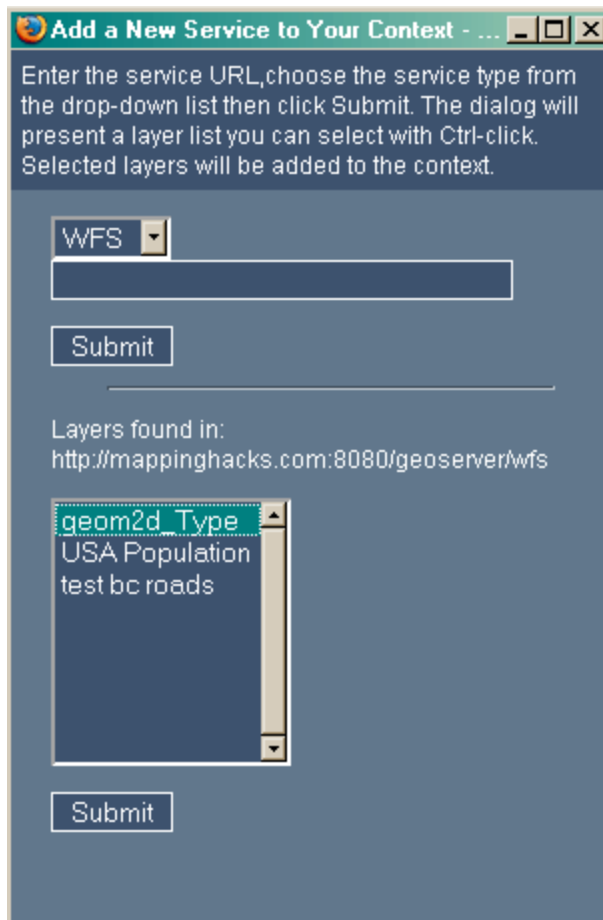 Add a New Service to Your Context - ...
Enter the service URL,choose the service type from
the drop-down list then click Submit. The dialog will
present a layer list you can select with Ctrl-click.
Selected layers will be added to the context.
WFS
Submit
Layers found in:
http://mappinghacks.com:8080/geoserver/wfs
geom2d_Type
USA Population
test bc roads
Submit